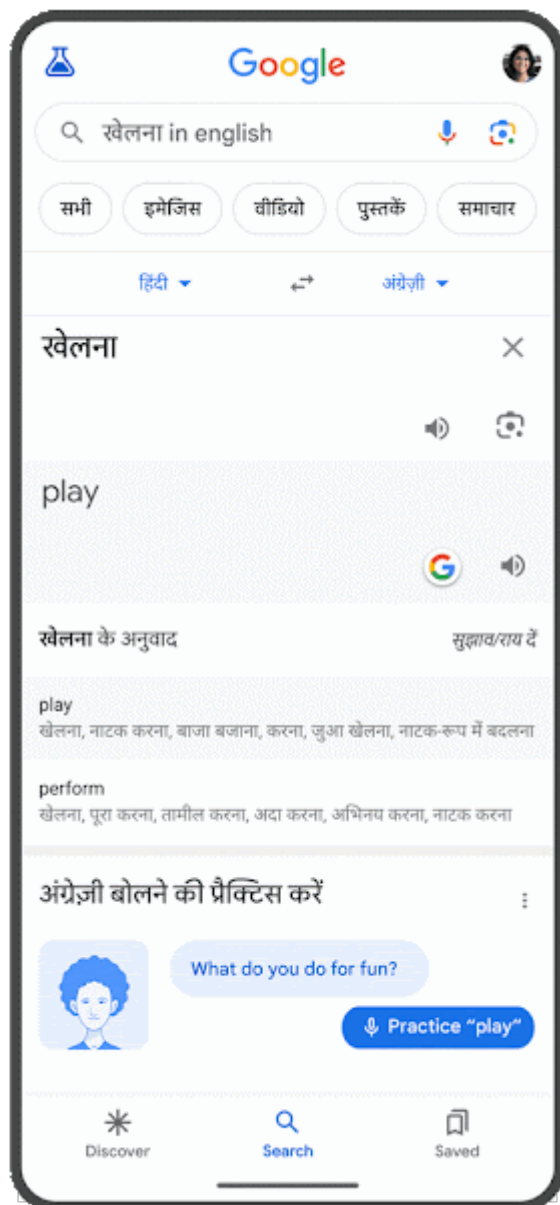 Google
खेलना in english
सभी इमेजिस वीडियो पुस्तकें समाचार
हिंदी अंग्रेज़ी
खेलना
play
खेलना के अनुवाद सुझाव/राय दें
play
खेलना, नाटक करना, बाजा बजाना, करना, जुआ खेलना, नाटक-रूप में बदलना
perform
खेलना, पूरा करना, तामील करना, अदा करना, अभिनय करना, नाटक करना
अंग्रेज़ी बोलने की प्रैक्टिस करें
What do you do for fun?
Practice "play"
Discover Search Saved